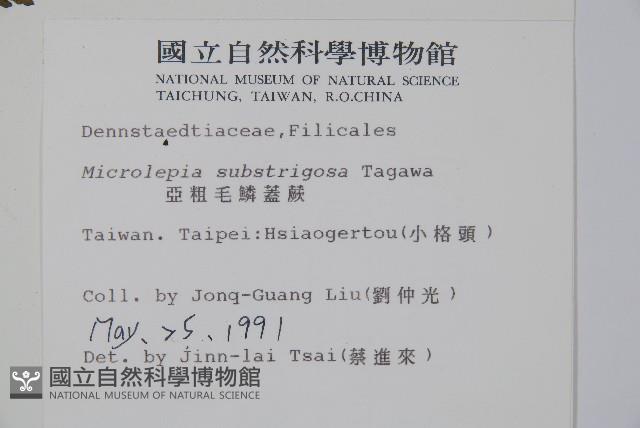 國立自然科學博物館
NATIONAL MUSEUM OF NATURAL SCIENCE
TAICHUNG, TAIWAN, R.O.CHINA
Dennstaedtiaceae,Filicales
Microlepia substrigosa Tagawa
亞粗毛鱗蓋蕨
Taiwan. Taipei:Hsiaogertou(小格頭)
Coll. by Jonq-Guang Liu(劉仲光)
May、25、1991
Det. by Jinn-lai Tsai(蔡進來)
國立自然科學博物館
NATIONAL MUSEUM OF NATURAL SCIENCE